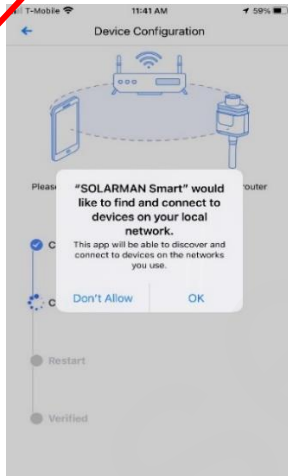 T-Mobile 11:41 AM 59%
Device Configuration
Please router
"SOLARMAN Smart" would
like to find and connect to
devices on your local
network.
This app will be able to discover and
connect to devices on the networks
you use.
C
Don't Allow OK
C
Restart
Verified